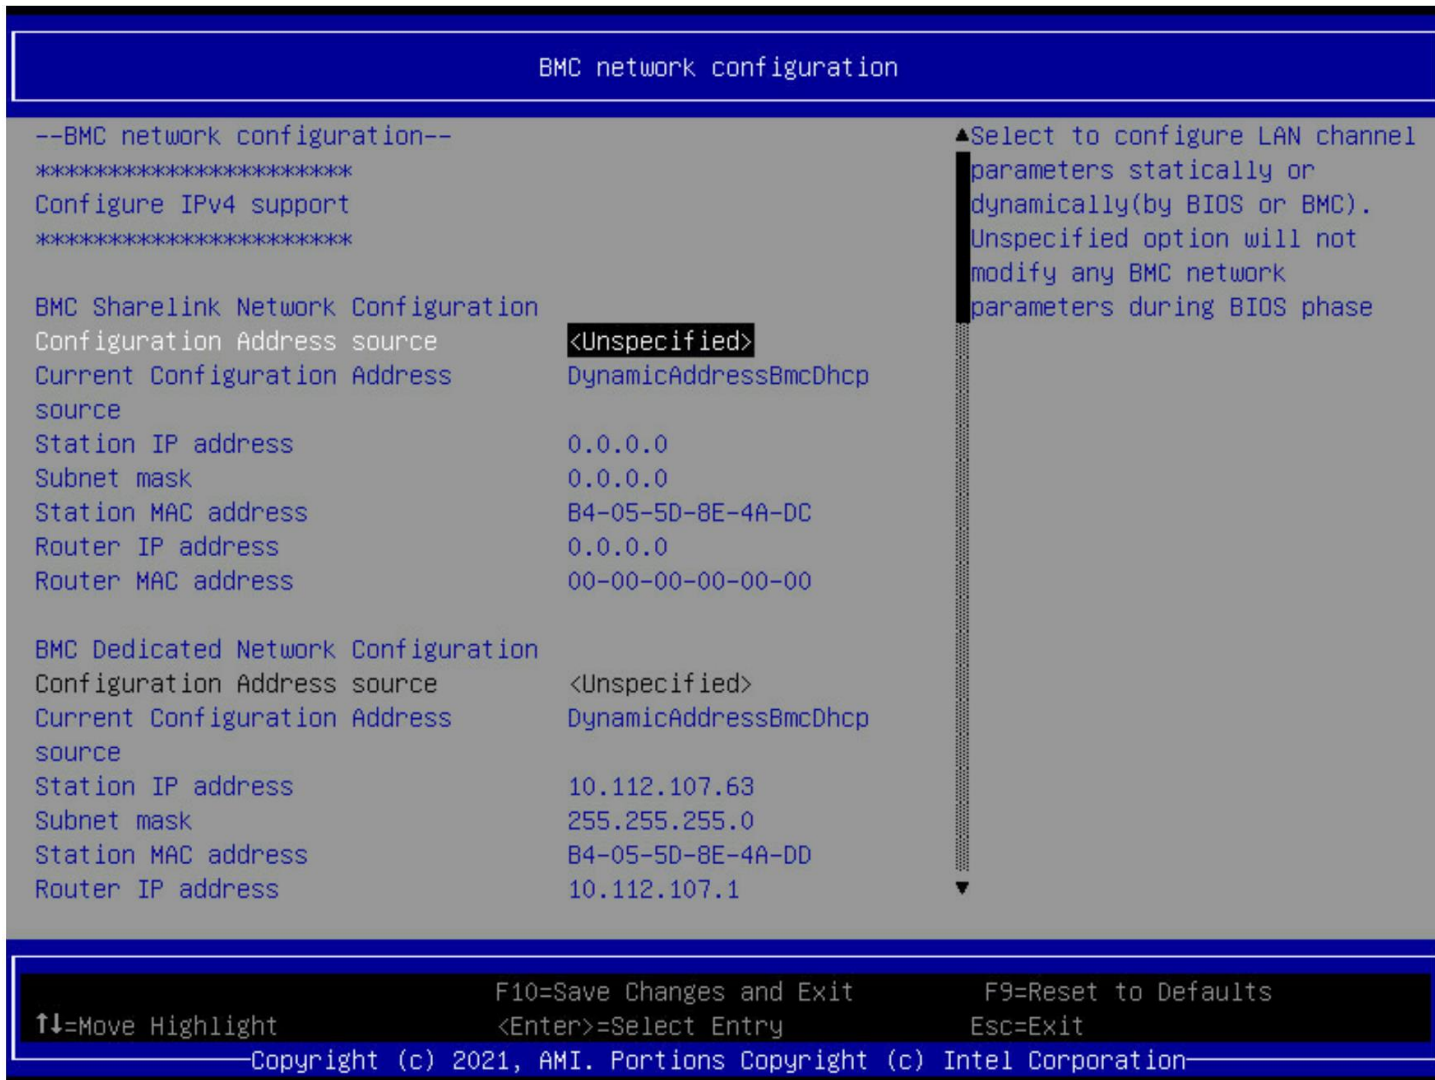 BMC network configuration
--BMC network configuration--
**********************
Configure IPv4 support
**********************
BMC Sharelink Network Configuration
Configuration Address source <Unspecified>
Current Configuration Address DynamicAddressBmcDhcp
source
Station IP address 0.0.0.0
Subnet mask 0.0.0.0
Station MAC address B4-05-5D-8E-4A-DC
Router IP address 0.0.0.0
Router MAC address 00-00-00-00-00-00
BMC Dedicated Network Configuration
Configuration Address source <Unspecified>
Current Configuration Address DynamicAddressBmcDhcp
source
Station IP address 10.112.107.63
Subnet mask 255.255.255.0
Station MAC address B4-05-5D-8E-4A-DD
Router IP address 10.112.107.1
▲Select to configure LAN channel
parameters statically or
dynamically(by BIOS or BMC).
Unspecified option will not
modify any BMC network
parameters during BIOS phase
▼
F10=Save Changes and Exit F9=Reset to Defaults
↑↓=Move Highlight <Enter>=Select Entry Esc=Exit
Copyright (c) 2021, AMI. Portions Copyright (c) Intel Corporation